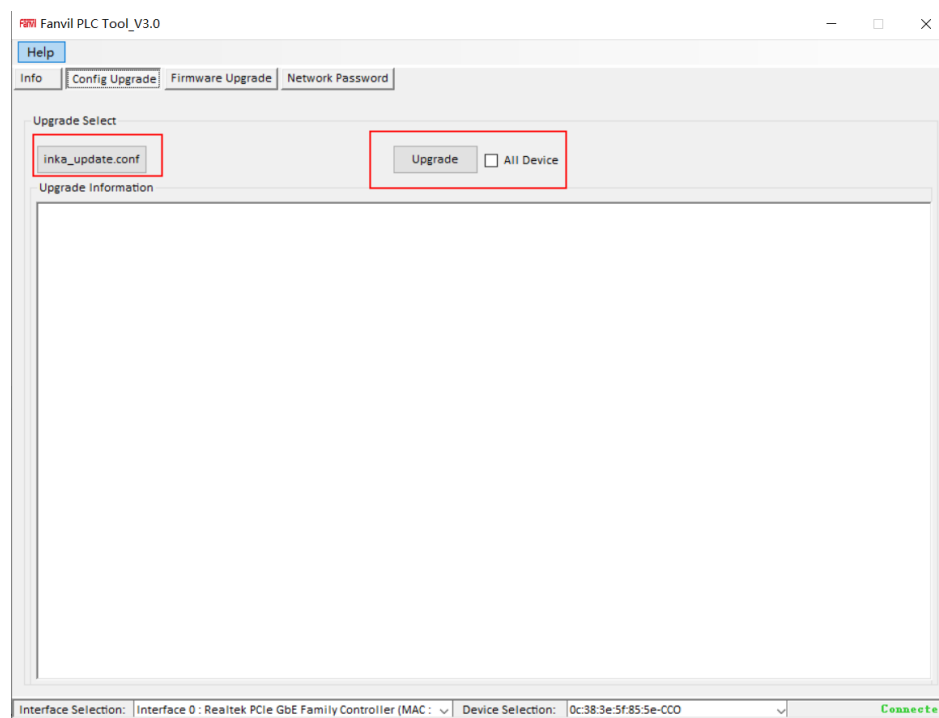 Fanvil Fanvil PLC Tool_V3.0
Help
Info Config Upgrade Firmware Upgrade Network Password
Upgrade Select
inka_update.conf Upgrade All Device
Upgrade Information
Interface Selection: Interface 0 : Realtek PCIe GbE Family Controller (MAC : Device Selection: 0c:38:3e:5f:85:5e-CCO Connecte